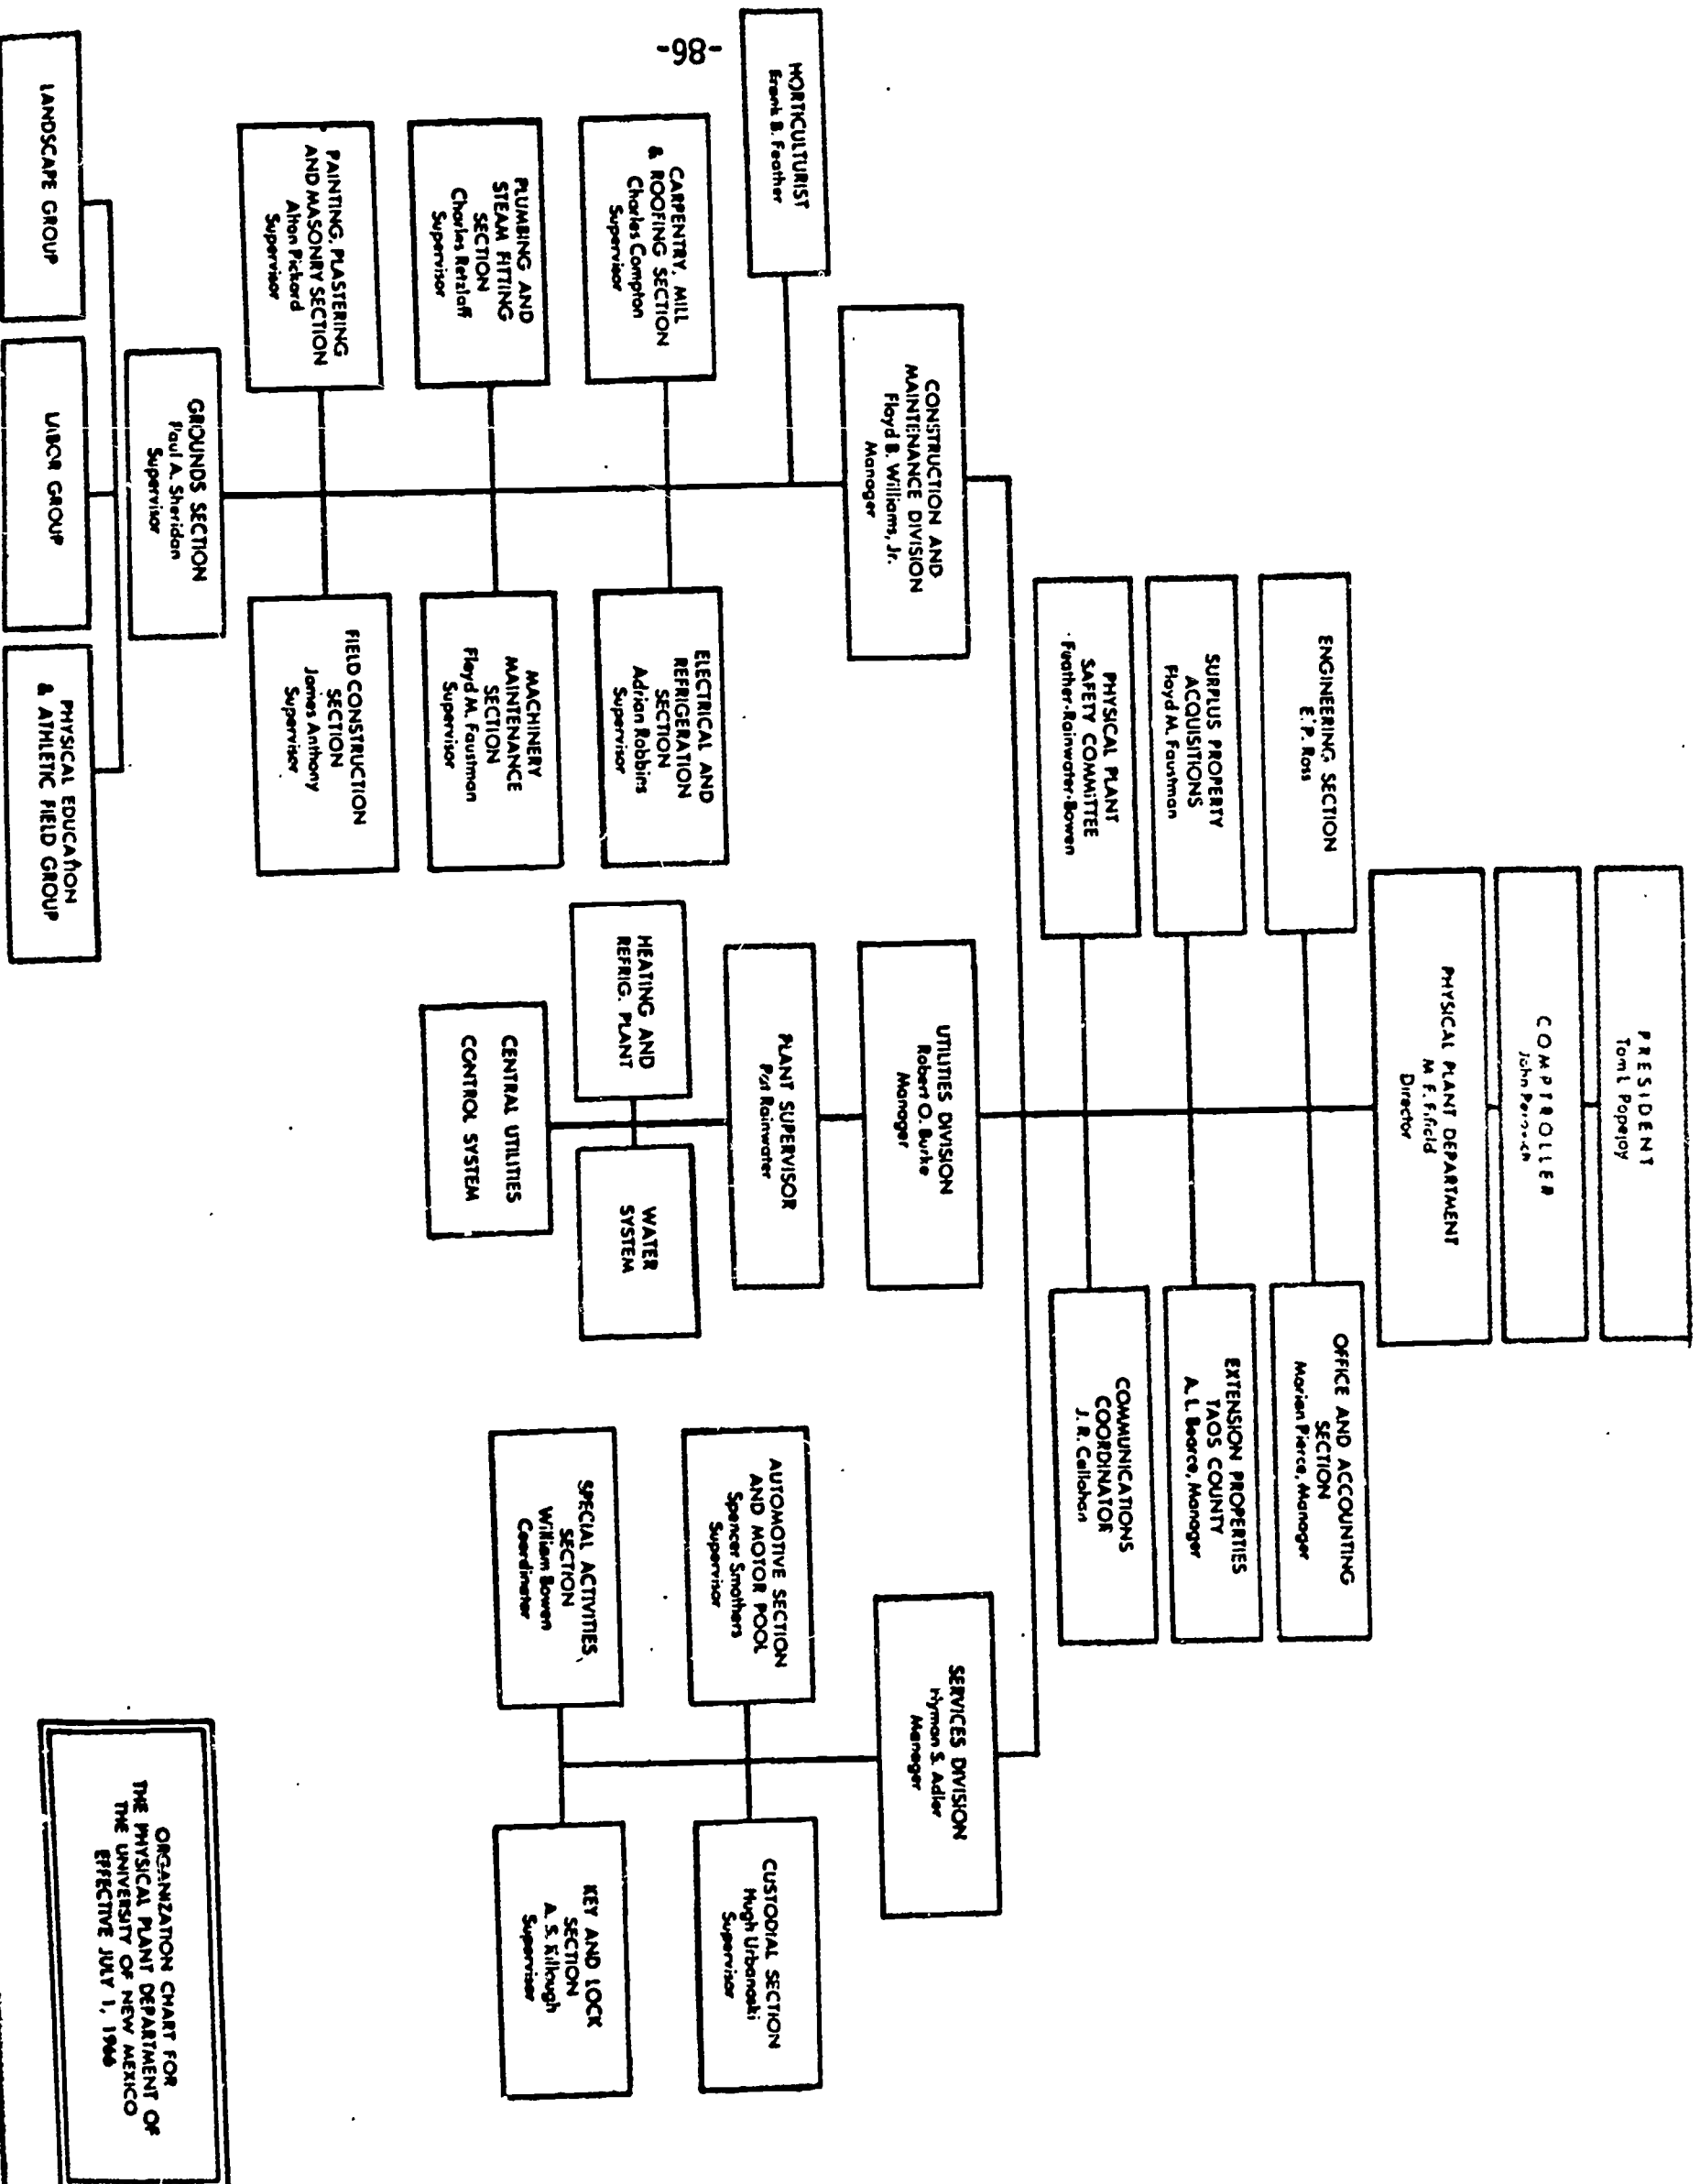 PRESIDENT
Tom L Popejoy
COMPTROLLER
John
PHYSICAL PLANT DEPARTMENT
M. F. Fifield
Director
ENGINEERING SECTION
E. P. Ross
OFFICE AND ACCOUNTING
SECTION
Marian Pierce, Manager
SURPLUS PROPERTY
ACQUISITIONS
Floyd M. Faustman
EXTENSION PROPERTIES
TAOS COUNTY
A. L. Bearce, Manager
PHYSICAL PLANT
SAFETY COMMITTEE
Feather-Rainwater-Bowen
COMMUNICATIONS
COORDINATOR
J. R. Callahan
CONSTRUCTION AND
MAINTENANCE DIVISION
Floyd B. Williams, Jr.
Manager
UTILITIES DIVISION
Robert O. Burke
Manager
SERVICES DIVISION
Hyman S. Adler
Manager
HORTICULTURIST
Frank B. Feather
CARPENTRY, MILL
& ROOFING SECTION
Charles Compton
Supervisor
ELECTRICAL AND
REFRIGERATION
SECTION
Adrian Robbins
Supervisor
PLUMBING AND
STEAM FITTING
SECTION
Charles Retzlaff
Supervisor
MACHINERY
MAINTENANCE
SECTION
Floyd M. Faustman
Supervisor
PAINTING, PLASTERING
AND MASONRY SECTION
Alton Pickard
Supervisor
FIELD CONSTRUCTION
SECTION
James Anthony
Supervisor
GROUNDS SECTION
Paul A. Sheridan
Supervisor
LANDSCAPE GROUP
LABOR GROUP
PHYSICAL EDUCATION
& ATHLETIC FIELD GROUP
PLANT SUPERVISOR
Pat Rainwater
HEATING AND
REFRIG. PLANT
WATER
SYSTEM
CENTRAL UTILITIES
CONTROL SYSTEM
AUTOMOTIVE SECTION
AND MOTOR POOL
Spencer Smothers
Supervisor
CUSTODIAL SECTION
Hugh Urbanoski
Supervisor
SPECIAL ACTIVITIES
SECTION
William Bowen
Coordinator
KEY AND LOCK
SECTION
A. S. Killough
Supervisor
ORGANIZATION CHART FOR
THE PHYSICAL PLANT DEPARTMENT OF
THE UNIVERSITY OF NEW MEXICO
EFFECTIVE JULY 1, 1966
-98-